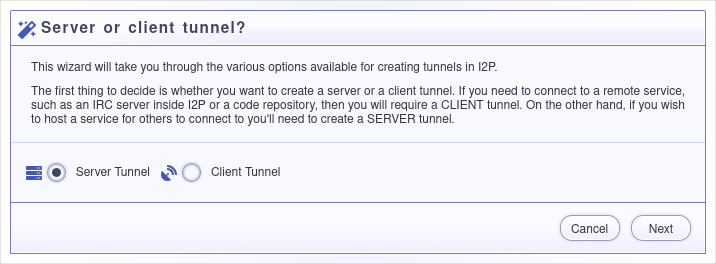 Server or client tunnel?
This wizard will take you through the various options available for creating tunnels in I2P.
The first thing to decide is whether you want to create a server or a client tunnel. If you need to connect to a remote service,
such as an IRC server inside I2P or a code repository, then you will require a CLIENT tunnel. On the other hand, if you wish
to host a service for others to connect to you'll need to create a SERVER tunnel.
Server Tunnel Client Tunnel
Cancel Next